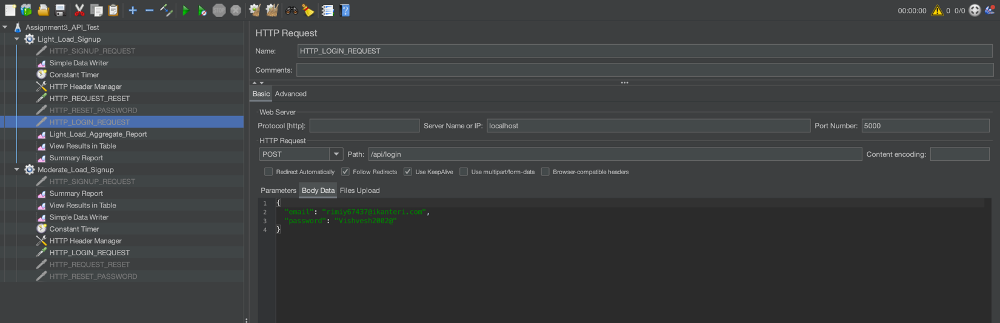 00:00:00 0 0/0
Assignment3_API_Test
Light_Load_Signup
HTTP_SIGNUP_REQUEST
Simple Data Writer
Constant Timer
HTTP Header Manager
HTTP_REQUEST_RESET
HTTP_RESET_PASSWORD
HTTP_LOGIN_REQUEST
Light_Load_Aggregate_Report
View Results in Table
Summary Report
Moderate_Load_Signup
HTTP_SIGNUP_REQUEST
Summary Report
View Results in Table
Simple Data Writer
Constant Timer
HTTP Header Manager
HTTP_LOGIN_REQUEST
HTTP_REQUEST_RESET
HTTP_RESET_PASSWORD
HTTP Request
Name: HTTP_LOGIN_REQUEST
Comments:
Basic Advanced
Web Server
Protocol [http]: Server Name or IP: localhost Port Number: 5000
HTTP Request
POST Path: /api/login Content encoding:
Redirect Automatically Follow Redirects Use KeepAlive Use multipart/form-data Browser-compatible headers
Parameters Body Data Files Upload
1 {
2 "email": "rimiy67437@ikanteri.com",
3 "password": "Vishvesh2002@"
4 }